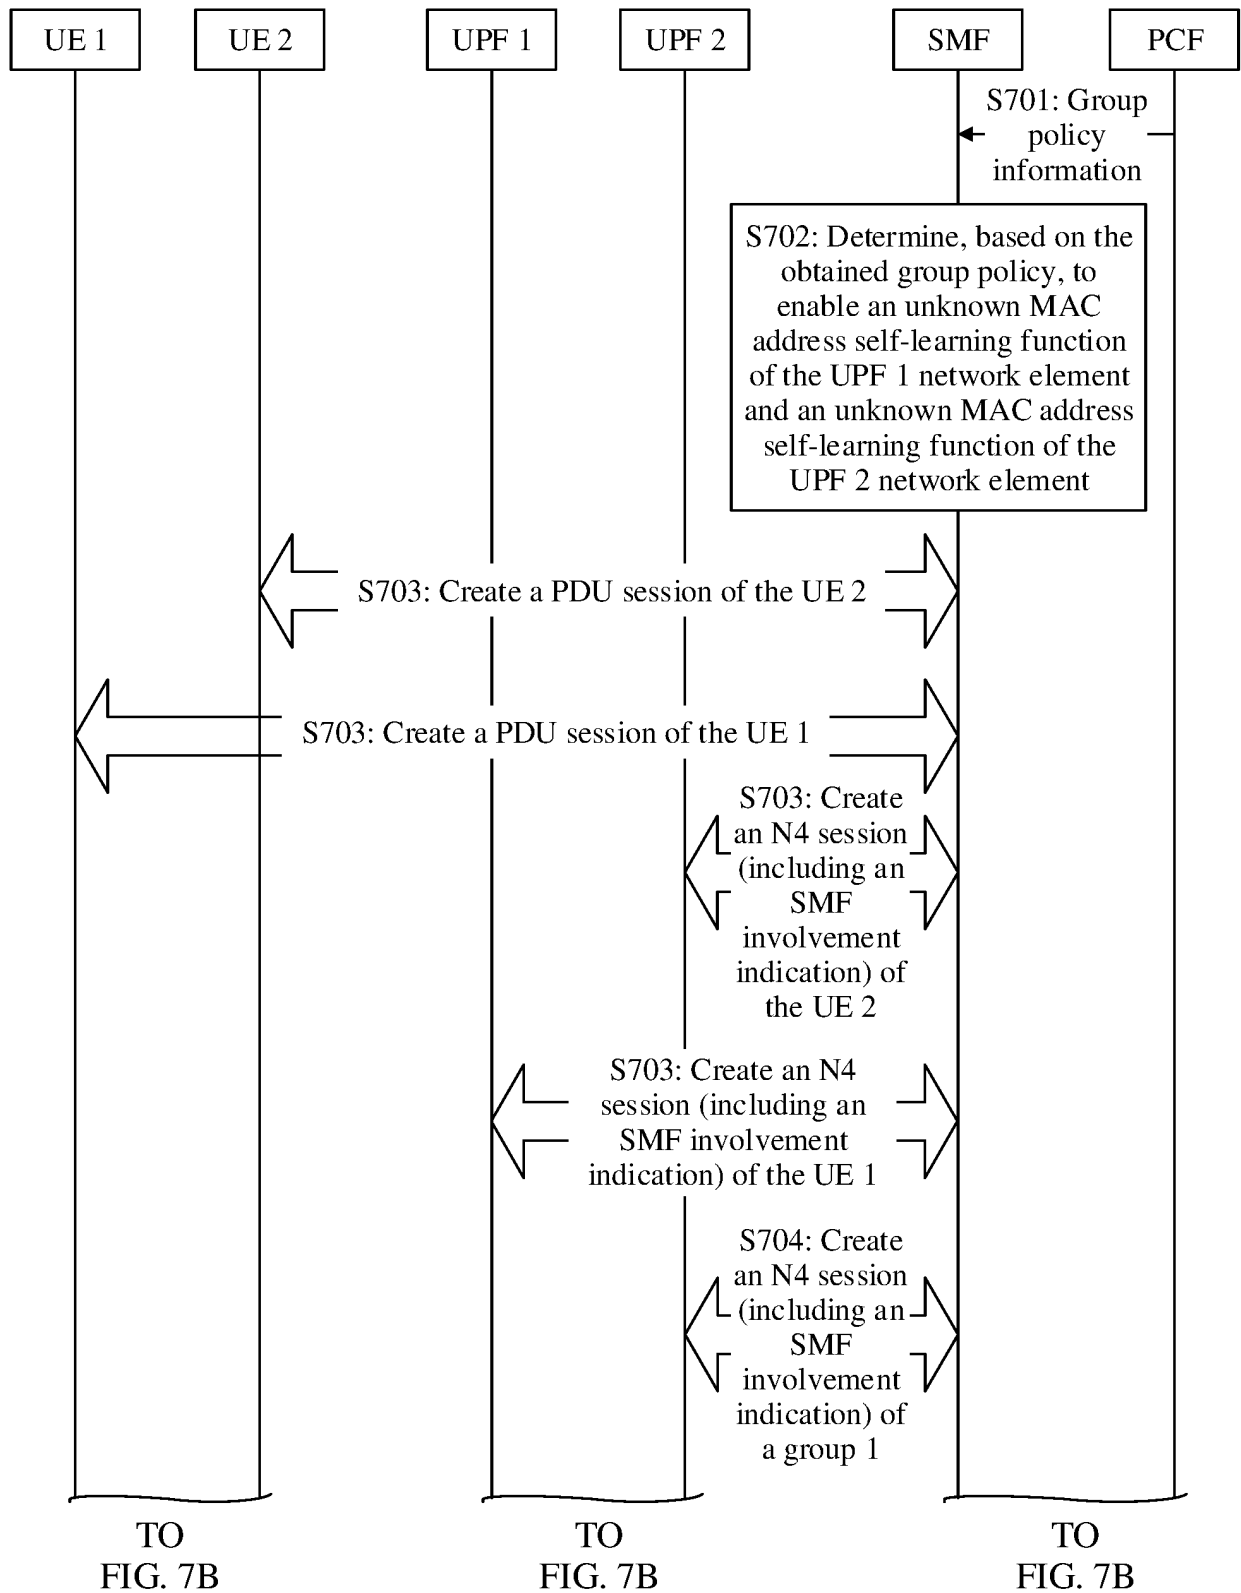 UE 1
UE 2
UPF 1
UPF 2
SMF
PCF
S701: Group
policy
information
S702: Determine, based on the
obtained group policy, to
enable an unknown MAC
address self-learning function
of the UPF 1 network element
and an unknown MAC address
self-learning function of the
UPF 2 network element
S703: Create a PDU session of the UE 2
S703: Create a PDU session of the UE 1
S703: Create
an N4 session
(including an
SMF
involvement
indication) of
the UE 2
S703: Create an N4
session (including an
SMF involvement
indication) of the UE 1
S704: Create
an N4 session
(including an
SMF
involvement
indication) of
a group 1
TO
FIG. 7B
TO
FIG. 7B
TO
FIG. 7B